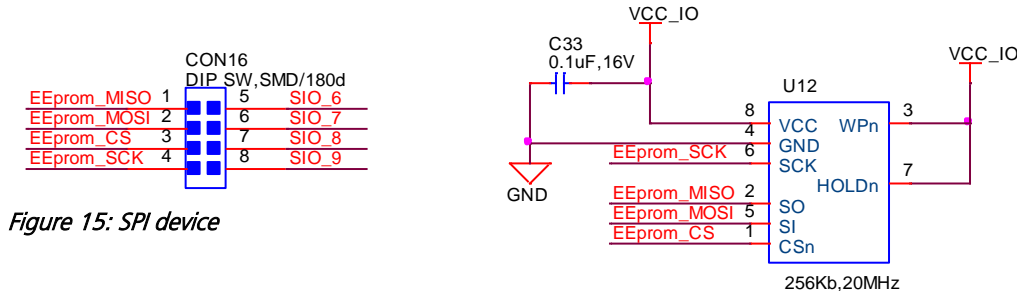 CON16
DIP SW,SMD/180d
EEprom_MISO 1 5 SIO_6
EEprom_MOSI 2 6 SIO_7
EEprom_CS 3 7 SIO_8
EEprom_SCK 4 8 SIO_9
Figure 15: SPI device
VCC_IO
C33
0.1uF,16V
VCC_IO
U12
8 VCC WPn 3
4 GND
EEprom_SCK 6 SCK
HOLDn 7
GND
EEprom_MISO 2 SO
EEprom_MOSI 5 SI
EEprom_CS 1 CSn
256Kb,20MHz